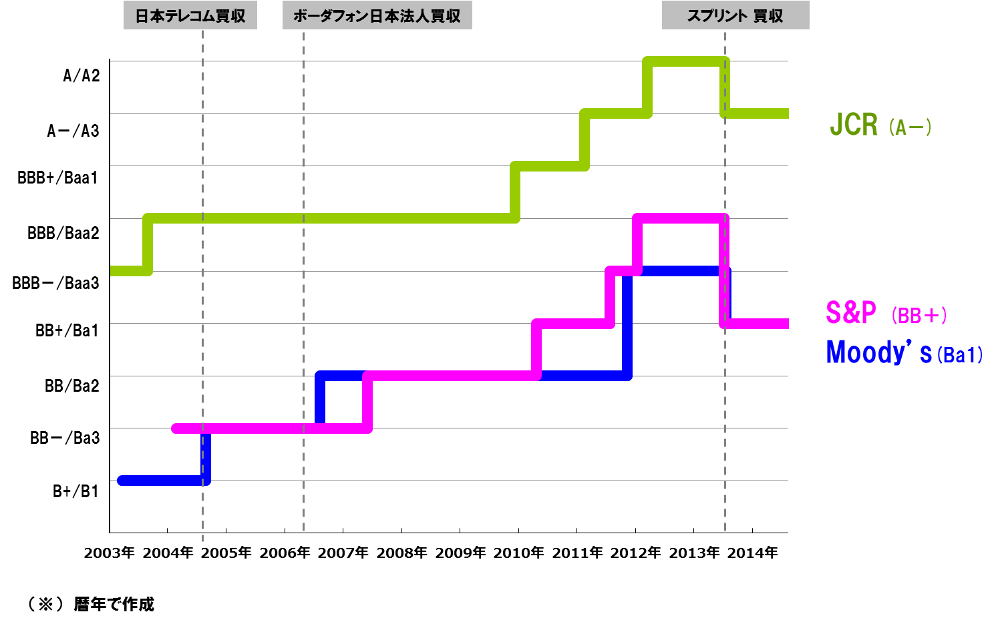 日本テレコム買収
ボーダフォン日本法人買収
スプリント 買収
A/A2
A－/A3
BBB+/Baa1
BBB/Baa2
BBB－/Baa3
BB+/Ba1
BB/Ba2
BB－/Ba3
B+/B1
JCR（A－）
S&P（BB＋）
Moody’s（Ba1）
2003年 2004年 2005年 2006年 2007年 2008年 2009年 2010年 2011年 2012年 2013年 2014年
（※）暦年で作成